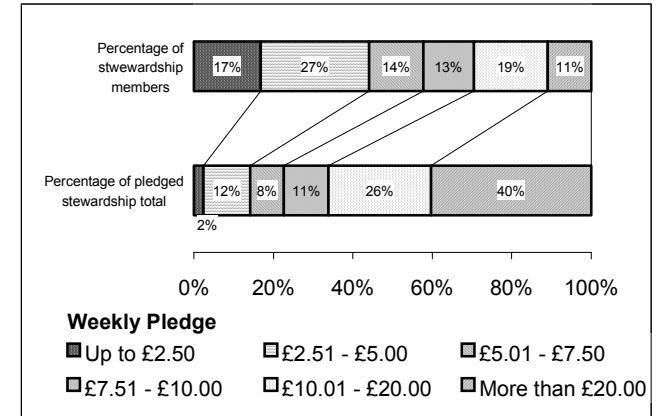 Percentage of
stwewardship
members
17% 27% 14% 13% 19% 11%
Percentage of pledged
stewardship total
12% 8% 11% 26% 40%
2%
0% 20% 40% 60% 80% 100%
Weekly Pledge
Up to £2.50 £2.51 - £5.00 £5.01 - £7.50
£7.51 - £10.00 £10.01 - £20.00 More than £20.00